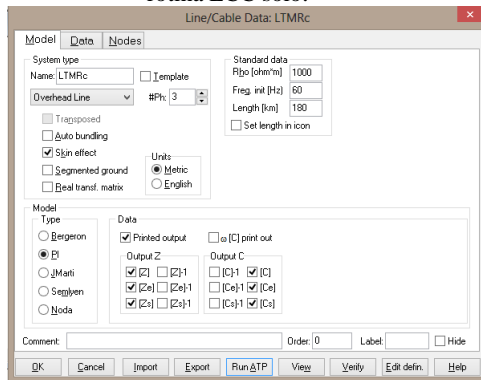 Line/Cable Data: LTMRc
Model Data Nodes
System type
Name: LTMRc Template
Overhead Line #Ph: 3
Transposed
Auto bundling
Skin effect
Segmented ground
Real transf. matrix
Units
Metric
English
Standard data
Rho [ohm*m] 1000
Freq. init [Hz] 60
Length [km] 180
Set length in icon
Model
Type
Bergeron
PI
JMarti
Semlyen
Noda
Data
Printed output ω [C] print out
Output Z
[Z] [Z]-1
[Ze] [Ze]-1
[Zs] [Zs]-1
Output C
[C]-1 [C]
[Ce]-1 [Ce]
[Cs]-1 [Cs]
Comment: Order: 0 Label: Hide
OK Cancel Import Export Run ATP View Verify Edit defin. Help